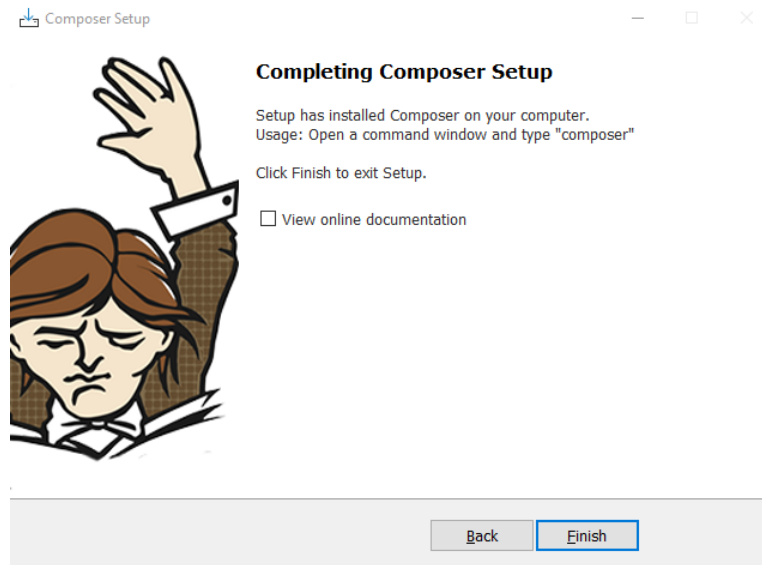 Composer Setup
Completing Composer Setup
Setup has installed Composer on your computer.
Usage: Open a command window and type "composer"
Click Finish to exit Setup.
View online documentation
Back
Finish